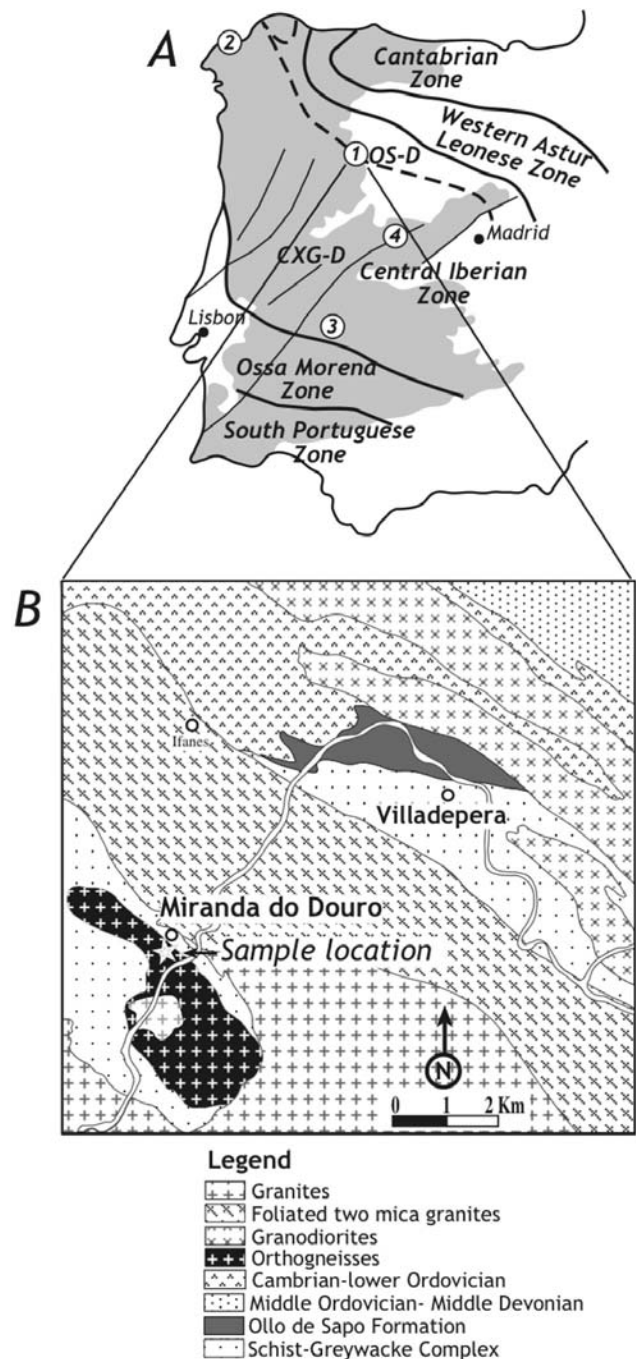 A
2
Cantabrian
Zone
Western Astur
Leonese Zone
1
OS-D
4
Madrid
CXG-D
Central Iberian
Zone
Lisbon
3
Ossa Morena
Zone
South Portuguese
Zone
B
Ifanes
Villadepera
Miranda do Douro
Sample location
N
0 1 2 Km
Legend
Granites
Foliated two mica granites
Granodiorites
Orthogneisses
Cambrian-lower Ordovician
Middle Ordovician- Middle Devonian
Ollo de Sapo Formation
Schist-Greywacke Complex